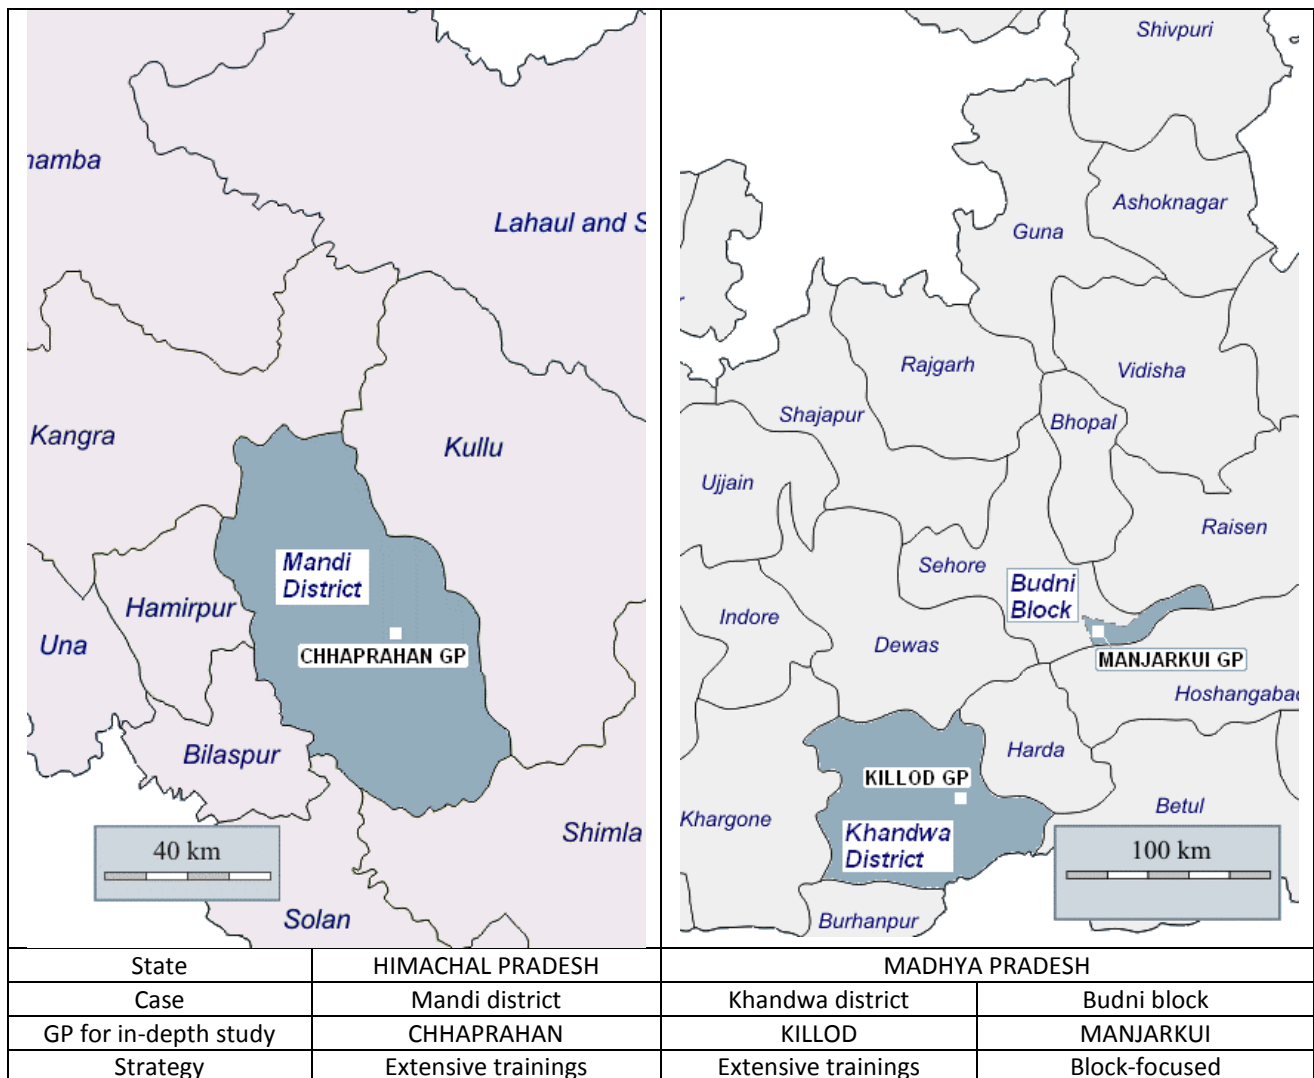 namba
Lahaul and S
Kangra
Kullu
Mandi
District
Hamirpur
Una
CHHAPRAHAN GP
Bilaspur
Shimla
40 km
Solan
Shivpuri
Ashoknagar
Guna
Rajgarh
Vidisha
Shajapur
Bhopal
Ujjain
Raisen
Sehore
Budni
Block
Indore
Dewas
MANJARKUI GP
Hoshangabad
Harda
KILLOD GP
Khargone
Betul
Khandwa
District
100 km
Burhanpur
State HIMACHAL PRADESH MADHYA PRADESH
Case Mandi district Khandwa district Budni block
GP for in-depth study CHHAPRAHAN KILLOD MANJARKUI
Strategy Extensive trainings Extensive trainings Block-focused